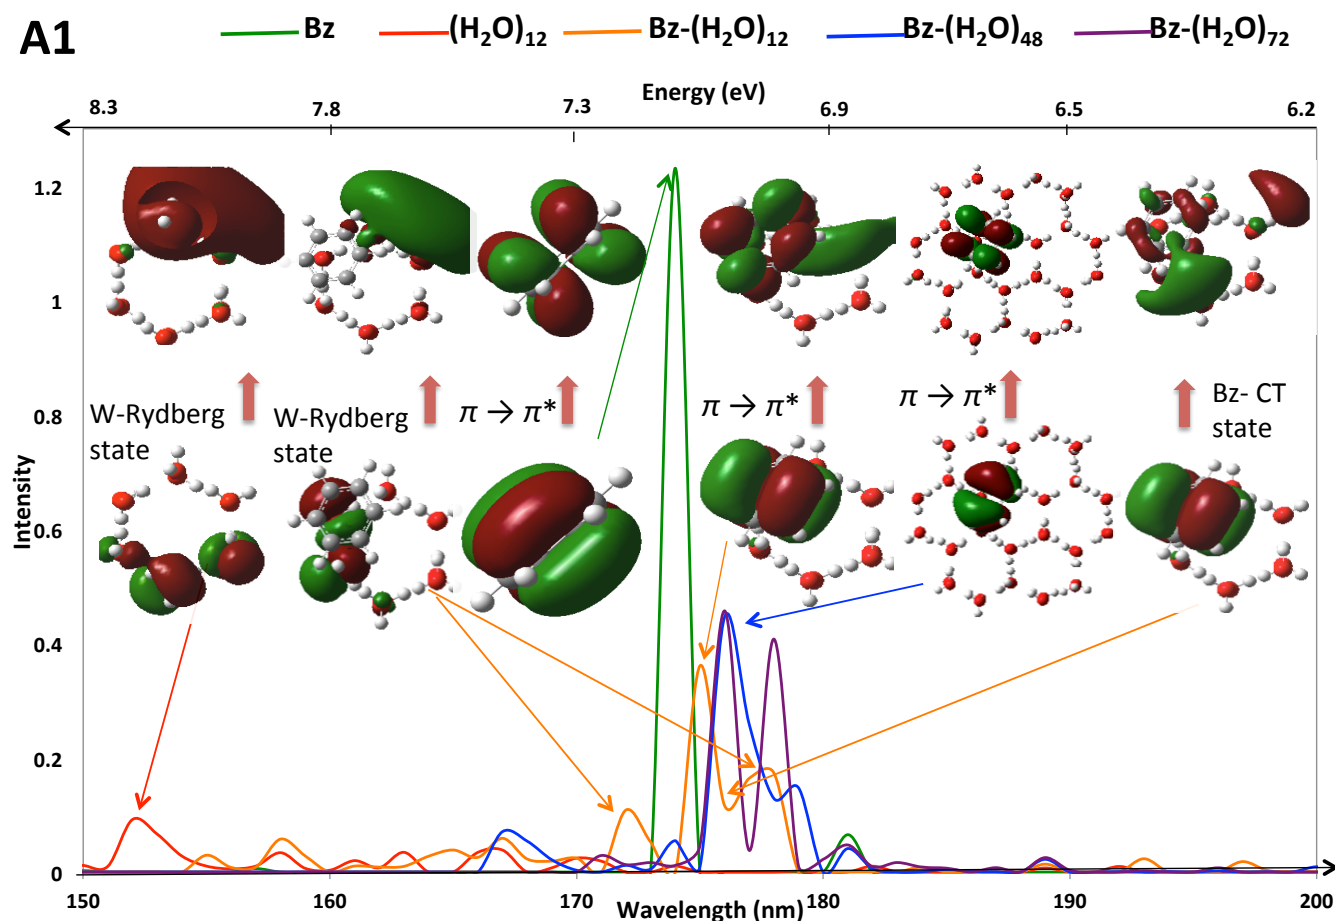 A1
Bz (H₂O)₁₂ Bz-(H₂O)₁₂ Bz-(H₂O)₄₈ Bz-(H₂O)₇₂
Energy (eV)
8.3 7.8 7.3 6.9 6.5 6.2
1.2
1
0.8
0.6
0.4
0.2
0
Intensity
W-Rydberg
state
W-Rydberg
state
π → π*
π → π*
π → π*
Bz- CT
state
150 160 170 180 190 200
Wavelength (nm)